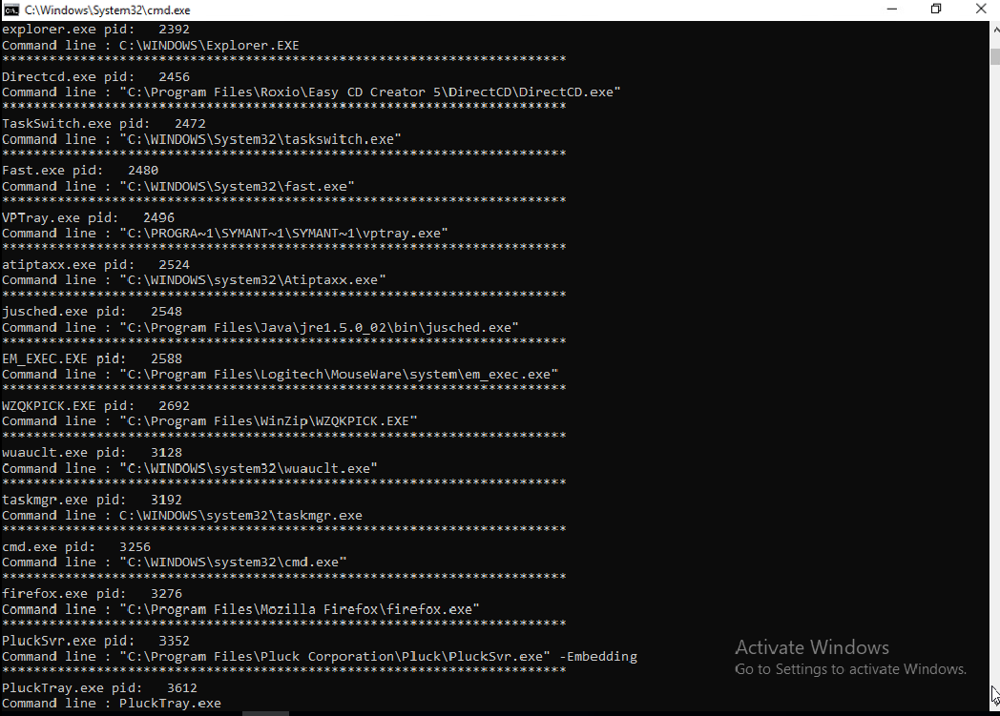 C:\Windows\System32\cmd.exe
explorer.exe pid:   2392
Command line : C:\WINDOWS\Explorer.EXE
************************************************************************
Directcd.exe pid:   2456
Command line : "C:\Program Files\Roxio\Easy CD Creator 5\DirectCD\DirectCD.exe"
************************************************************************
TaskSwitch.exe pid:   2472
Command line : "C:\WINDOWS\System32\taskswitch.exe"
************************************************************************
Fast.exe pid:   2480
Command line : "C:\WINDOWS\System32\fast.exe"
************************************************************************
VPTray.exe pid:   2496
Command line : "C:\PROGRA~1\SYMANT~1\SYMANT~1\vptray.exe"
************************************************************************
atiptaxx.exe pid:   2524
Command line : "C:\WINDOWS\system32\Atiptaxx.exe"
************************************************************************
jusched.exe pid:   2548
Command line : "C:\Program Files\Java\jre1.5.0_02\bin\jusched.exe"
************************************************************************
EM_EXEC.EXE pid:   2588
Command line : "C:\Program Files\Logitech\MouseWare\system\em_exec.exe"
************************************************************************
WZQKPICK.EXE pid:   2692
Command line : "C:\Program Files\WinZip\WZQKPICK.EXE"
************************************************************************
wuauclt.exe pid:   3128
Command line : "C:\WINDOWS\system32\wuauclt.exe"
************************************************************************
taskmgr.exe pid:   3192
Command line : C:\WINDOWS\system32\taskmgr.exe
************************************************************************
cmd.exe pid:   3256
Command line : "C:\WINDOWS\system32\cmd.exe"
************************************************************************
firefox.exe pid:   3276
Command line : "C:\Program Files\Mozilla Firefox\firefox.exe"
************************************************************************
PluckSvr.exe pid:   3352
Command line : "C:\Program Files\Pluck Corporation\Pluck\PluckSvr.exe" -Embedding
************************************************************************
PluckTray.exe pid:   3612
Command line : PluckTray.exe
Activate Windows
Go to Settings to activate Windows.